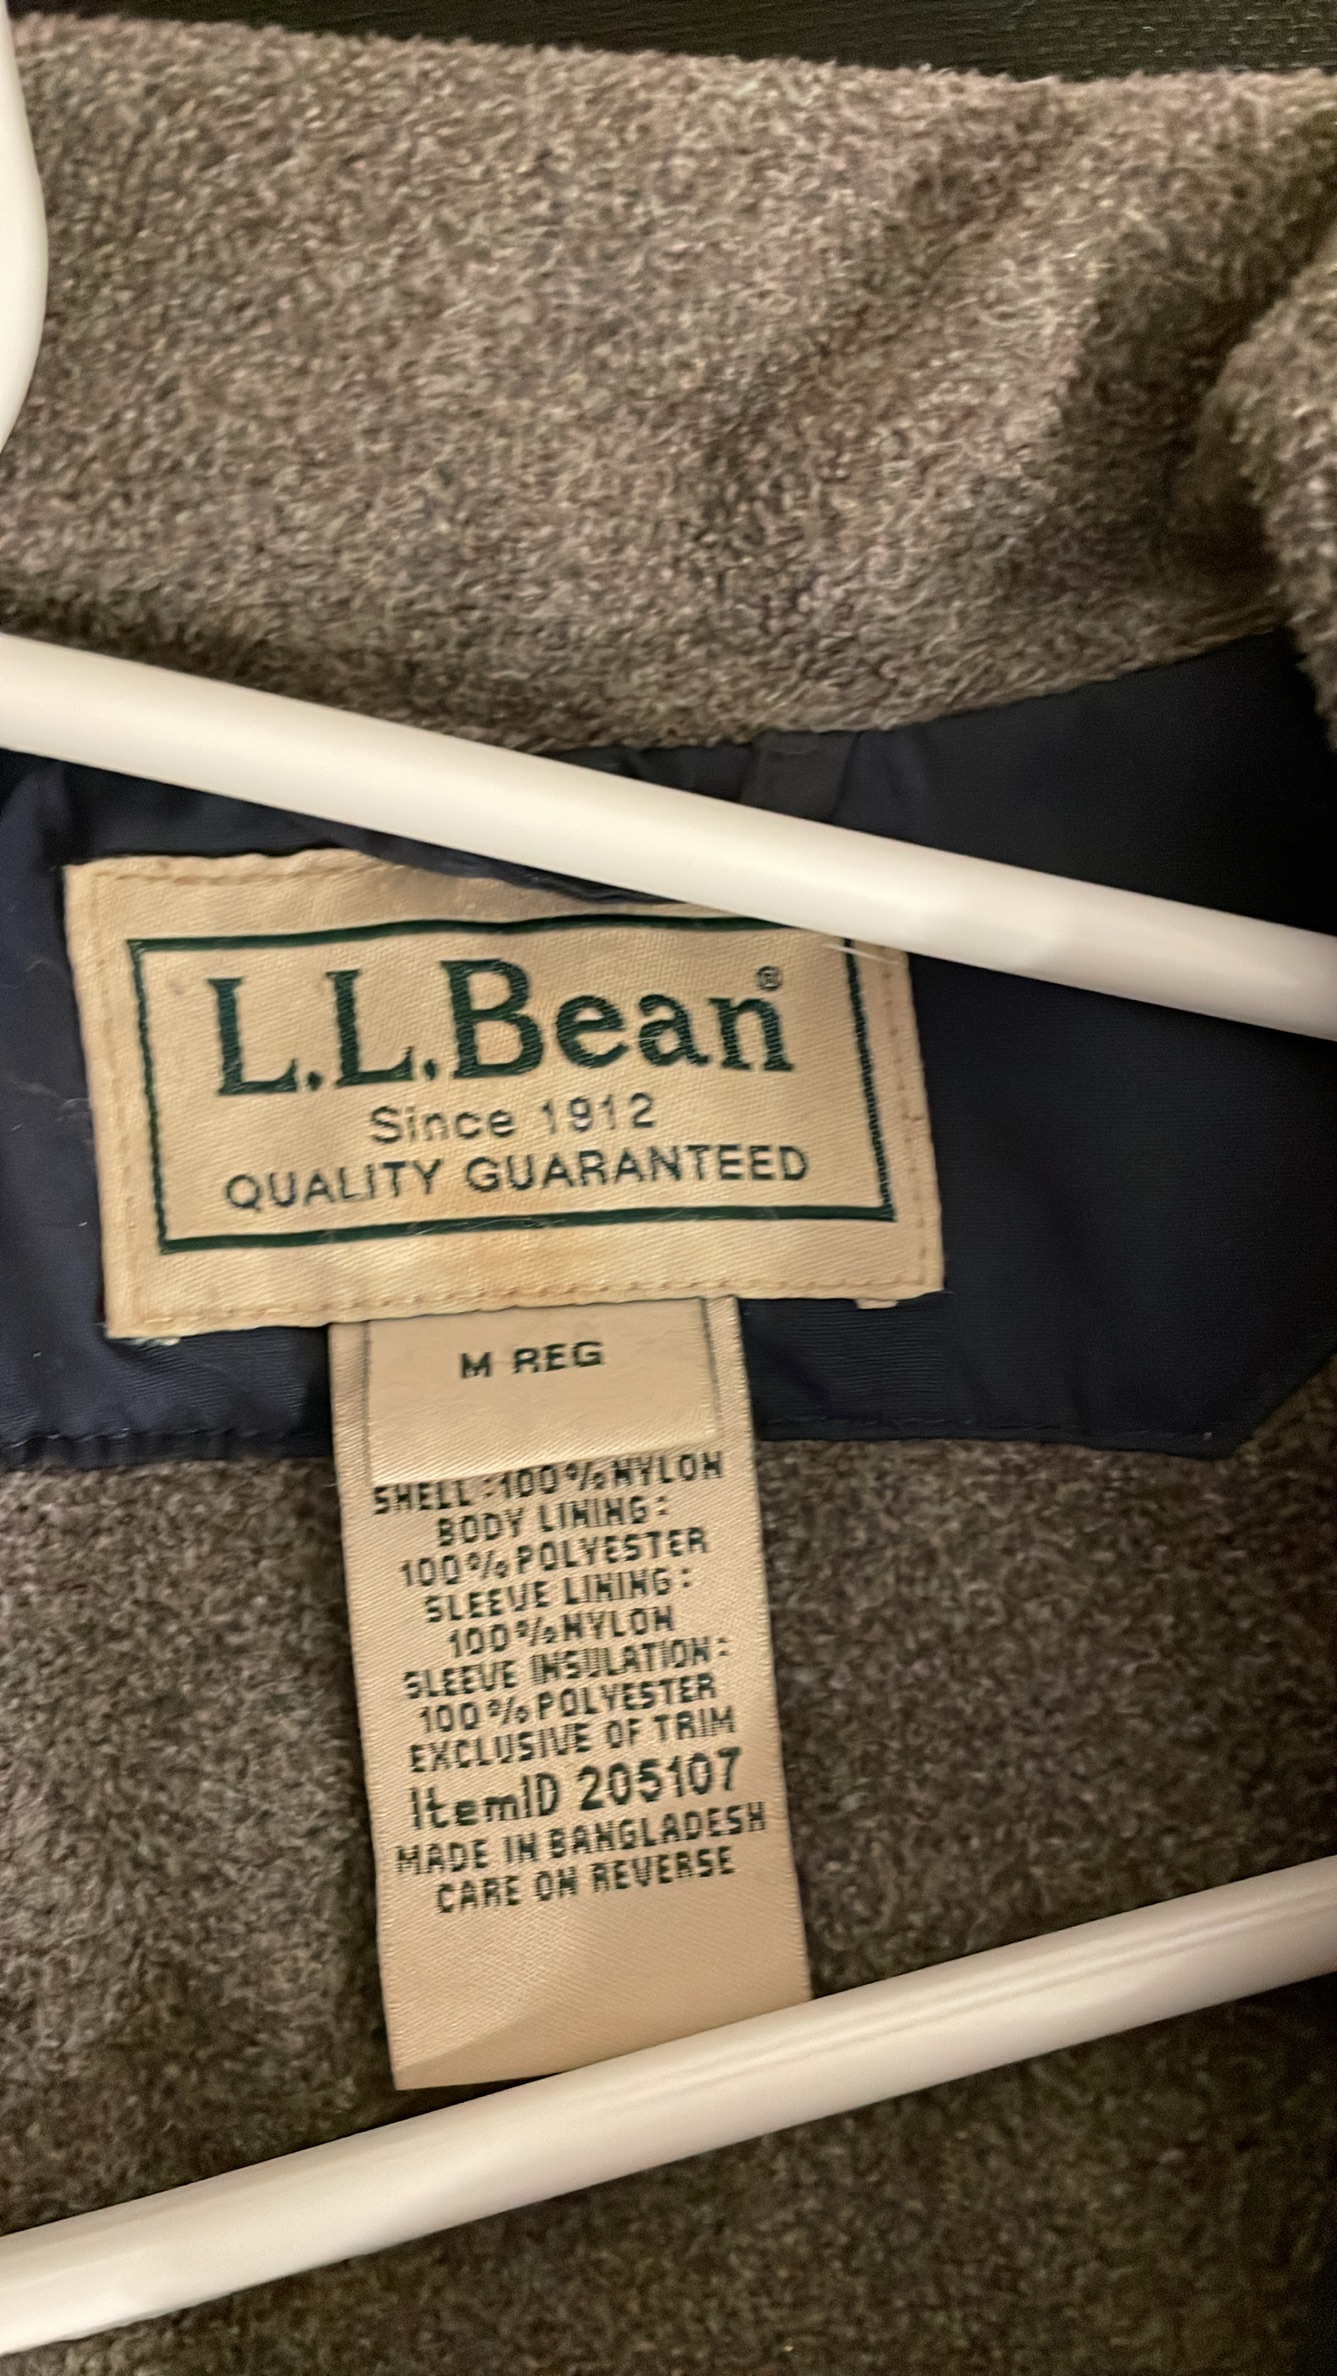 L.L.Bean®
Since 1912
QUALITY GUARANTEED
M REG
SHELL:100%NYLON
BODY LINING:
100%POLYESTER
SLEEVE LINING:
100%NYLON
SLEEVE INSULATION:
100%POLYESTER
EXCLUSIVE OF TRIM
ItemID 205107
MADE IN BANGLADESH
CARE ON REVERSE